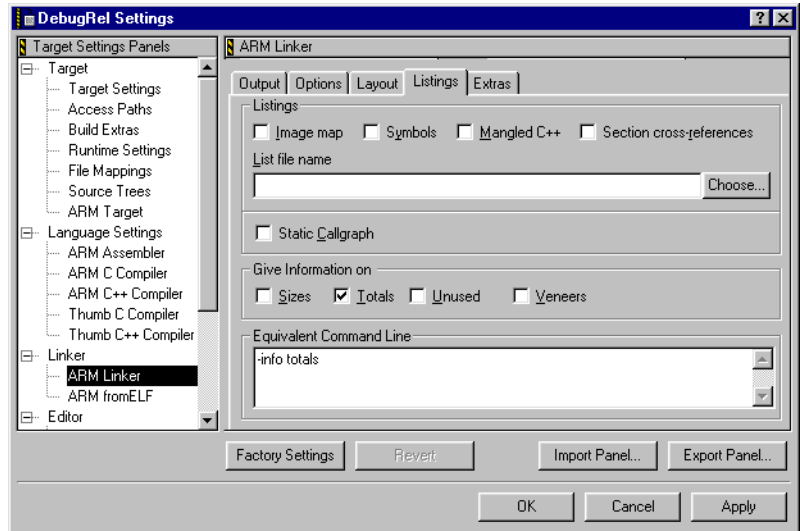 DebugRel Settings
Target Settings Panels
Target
Target Settings
Access Paths
Build Extras
Runtime Settings
File Mappings
Source Trees
ARM Target
Language Settings
ARM Assembler
ARM C Compiler
ARM C++ Compiler
Thumb C Compiler
Thumb C++ Compiler
Linker
ARM Linker
ARM fromELF
Editor
ARM Linker
Output Options Layout Listings Extras
Listings
Image map Symbols Mangled C++ Section cross-references
List file name
Choose...
Static Callgraph
Give Information on
Sizes Totals Unused Veneers
Equivalent Command Line
-info totals
Factory Settings Revert Import Panel... Export Panel...
OK Cancel Apply